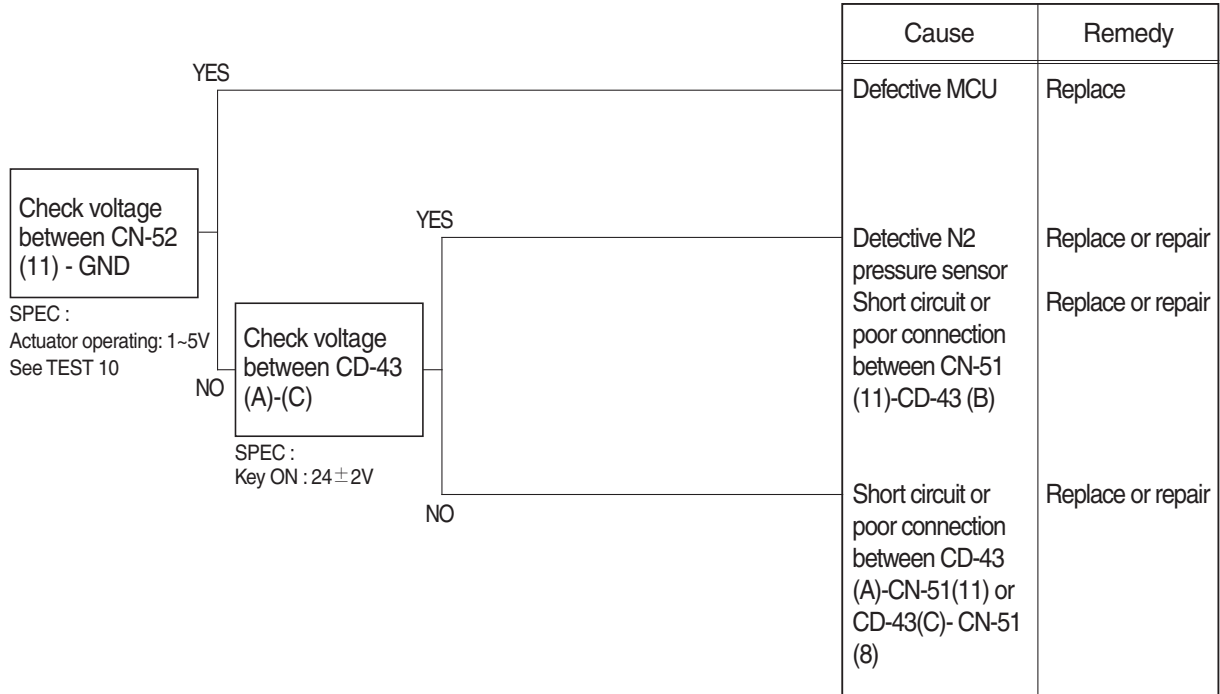 Cause
Remedy
YES
Defective MCU
Replace
Check voltage
between CN-52
(11) - GND
SPEC :
Actuator operating: 1~5V
See TEST 10
YES
Detective N2
pressure sensor
Replace or repair
Short circuit or
poor connection
between CN-51
(11)-CD-43 (B)
Replace or repair
NO
Check voltage
between CD-43
(A)-(C)
SPEC :
Key ON : 24±2V
NO
Short circuit or
poor connection
between CD-43
(A)-CN-51(11) or
CD-43(C)- CN-51
(8)
Replace or repair